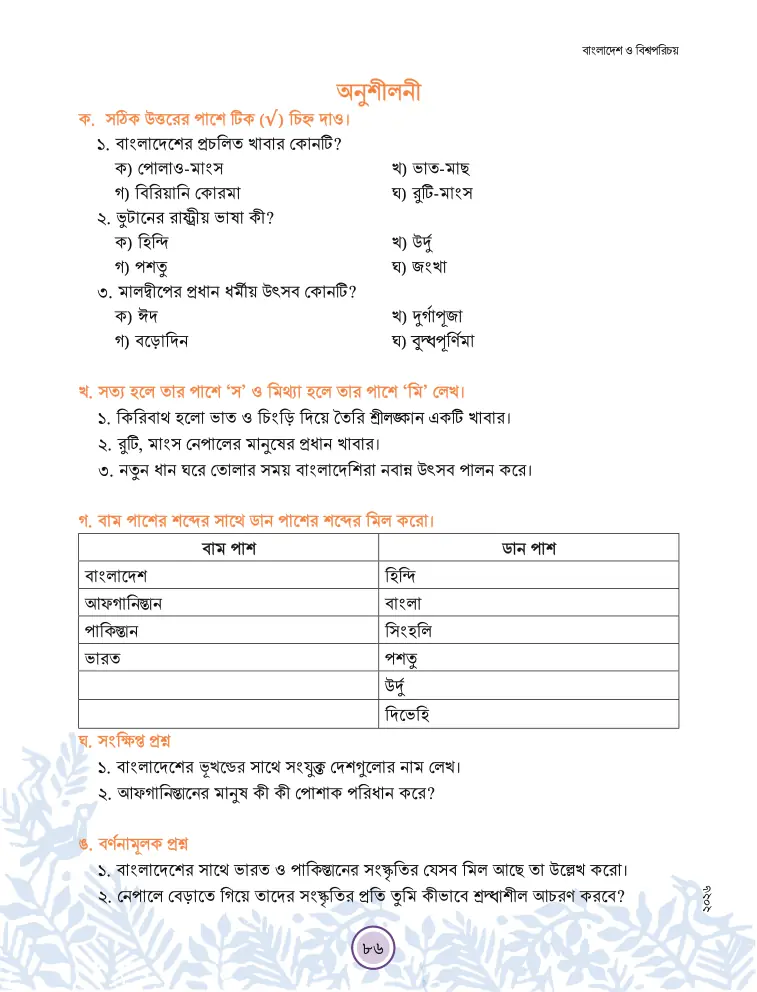 বাংলাদেশ ও বিশ্বপরিচয়
অনুশীলনী
ক. সঠিক উত্তরের পাশে টিক (√) চিহ্ন দাও।
১. বাংলাদেশের প্রচলিত খাবার কোনটি?
ক) পোলাও-মাংস খ) ভাত-মাছ
গ) বিরিয়ানি কোরমা ঘ) রুটি-মাংস
২. ভুটানের রাষ্ট্রীয় ভাষা কী?
ক) হিন্দি খ) উর্দু
গ) পশতু ঘ) জংখা
৩. মালদ্বীপের প্রধান ধর্মীয় উৎসব কোনটি?
ক) ঈদ খ) দুর্গাপূজা
গ) বড়োদিন ঘ) বুদ্ধপূর্ণিমা
খ. সত্য হলে তার পাশে ‘স’ ও মিথ্যা হলে তার পাশে ‘মি’ লেখ।
১. কিরিবাথ হলো ভাত ও চিংড়ি দিয়ে তৈরি শ্রীলঙ্কান একটি খাবার।
২. রুটি, মাংস নেপালের মানুষের প্রধান খাবার।
৩. নতুন ধান ঘরে তোলার সময় বাংলাদেশিরা নবান্ন উৎসব পালন করে।
গ. বাম পাশের শব্দের সাথে ডান পাশের শব্দের মিল করো।
বাম পাশ ডান পাশ
বাংলাদেশ হিন্দি
আফগানিস্তান বাংলা
পাকিস্তান সিংহলি
ভারত পশতু
উর্দু
দিভেহি
ঘ. সংক্ষিপ্ত প্রশ্ন
১. বাংলাদেশের ভূখণ্ডের সাথে সংযুক্ত দেশগুলোর নাম লেখ।
২. আফগানিস্তানের মানুষ কী কী পোশাক পরিধান করে?
ঙ. বর্ণনামূলক প্রশ্ন
১. বাংলাদেশের সাথে ভারত ও পাকিস্তানের সংস্কৃতির যেসব মিল আছে তা উল্লেখ করো।
২. নেপালে বেড়াতে গিয়ে তাদের সংস্কৃতির প্রতি তুমি কীভাবে শ্রদ্ধাশীল আচরণ করবে?
২০২৬
৮৬